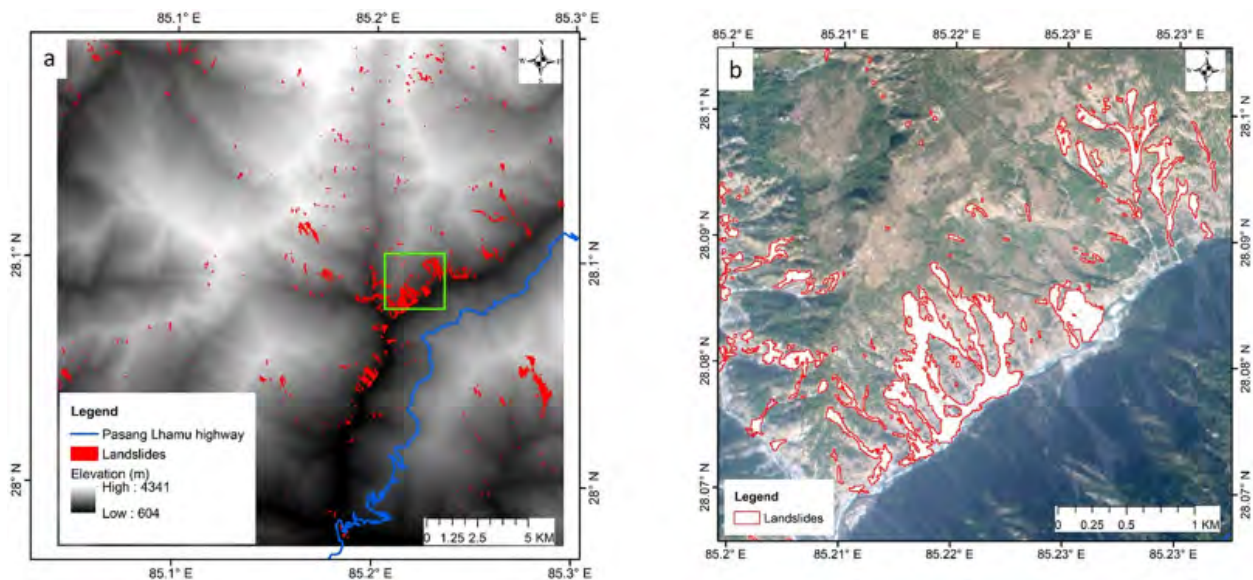 85.1° E 85.2° E 85.3° E
a
28.1° N
28° N
28.1° N
28° N
Legend
Pasang Lhamu highway
Landslides
Elevation (m)
High : 4341
Low : 604
0 1.25 2.5 5 KM
85.1° E 85.2° E 85.3° E
85.2° E 85.21° E 85.22° E 85.23° E 85.23° E
b
28.1° N
28.09° N
28.08° N
28.07° N
28.1° N
28.09° N
28.08° N
28.07° N
Legend
Landslides
0 0.25 0.5 1 KM
85.2° E 85.21° E 85.22° E 85.23° E 85.23° E